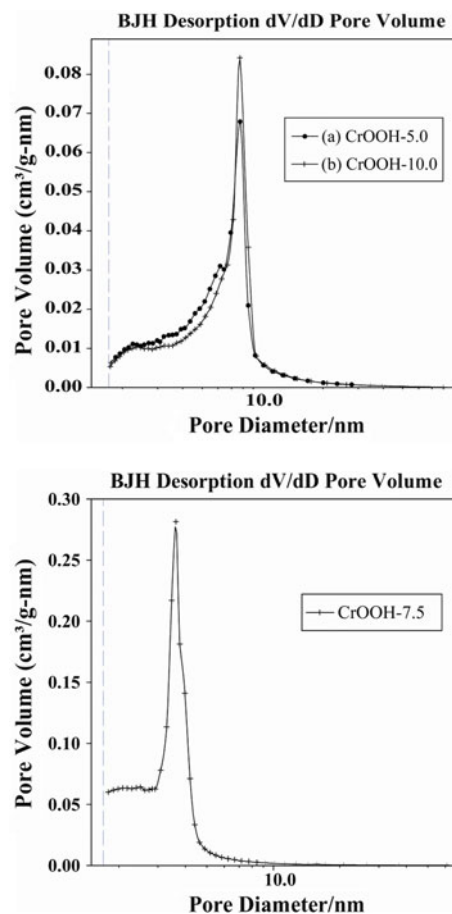 BJH Desorption dV/dD Pore Volume
Pore Volume (cm³/g-nm)
0.08
0.07
0.06
0.05
0.04
0.03
0.02
0.01
0.00
(a) CrOOH-5.0
(b) CrOOH-10.0
10.0
Pore Diameter/nm
BJH Desorption dV/dD Pore Volume
Pore Volume (cm³/g-nm)
0.30
0.25
0.20
0.15
0.10
0.05
0.00
CrOOH-7.5
10.0
Pore Diameter/nm